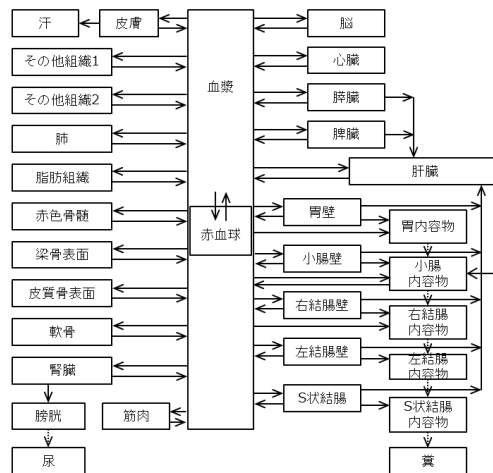 汗
皮膚
血漿
脳
その他組織1
心臓
その他組織2
膵臓
肺
脾臓
脂肪組織
肝臓
赤色骨髄
赤血球
胃壁
胃内容物
梁骨表面
小腸壁
小腸
内容物
皮質骨表面
右結腸壁
右結腸
内容物
軟骨
左結腸壁
左結腸
内容物
腎臓
S状結腸
S状結腸
内容物
膀胱
筋肉
尿
糞